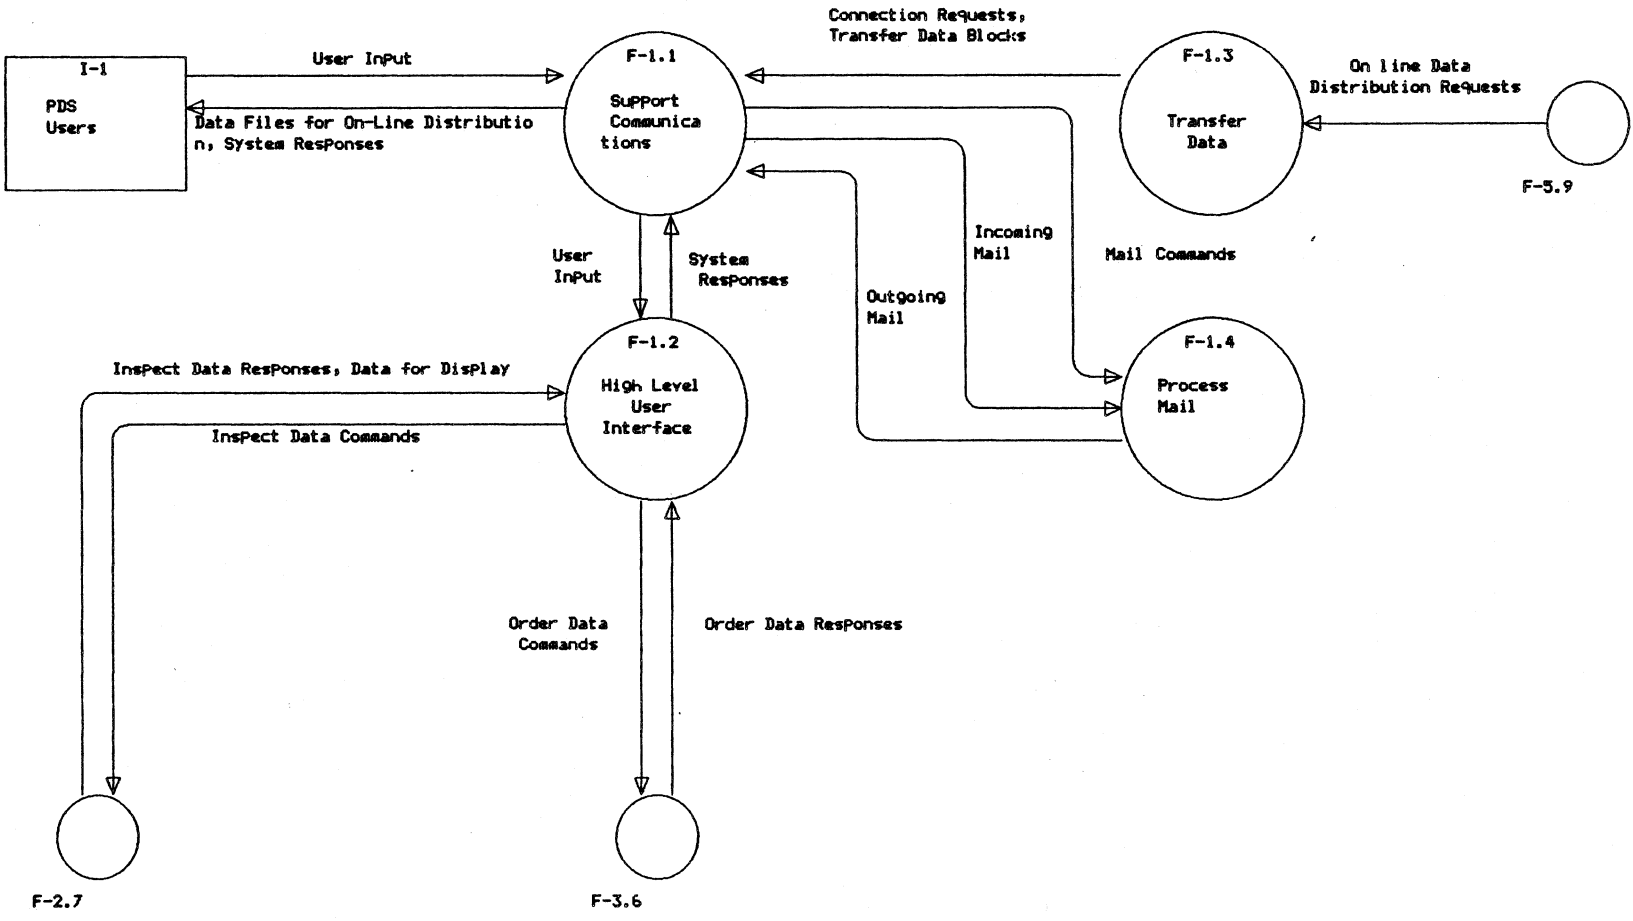 Connection Requests,
Transfer Data Blocks
I-1
PDS
Users
User Input
Data Files for On-Line Distributio
n, System Responses
F-1.1
Support
Communica
tions
F-1.3
Transfer
Data
On line Data
Distribution Requests
F-5.9
User
Input
System
Responses
Incoming
Mail
Mail Commands
Outgoing
Mail
F-1.2
High Level
User
Interface
F-1.4
Process
Mail
Inspect Data Responses, Data for Display
Inspect Data Commands
Order Data
Commands
Order Data Responses
F-2.7
F-3.6